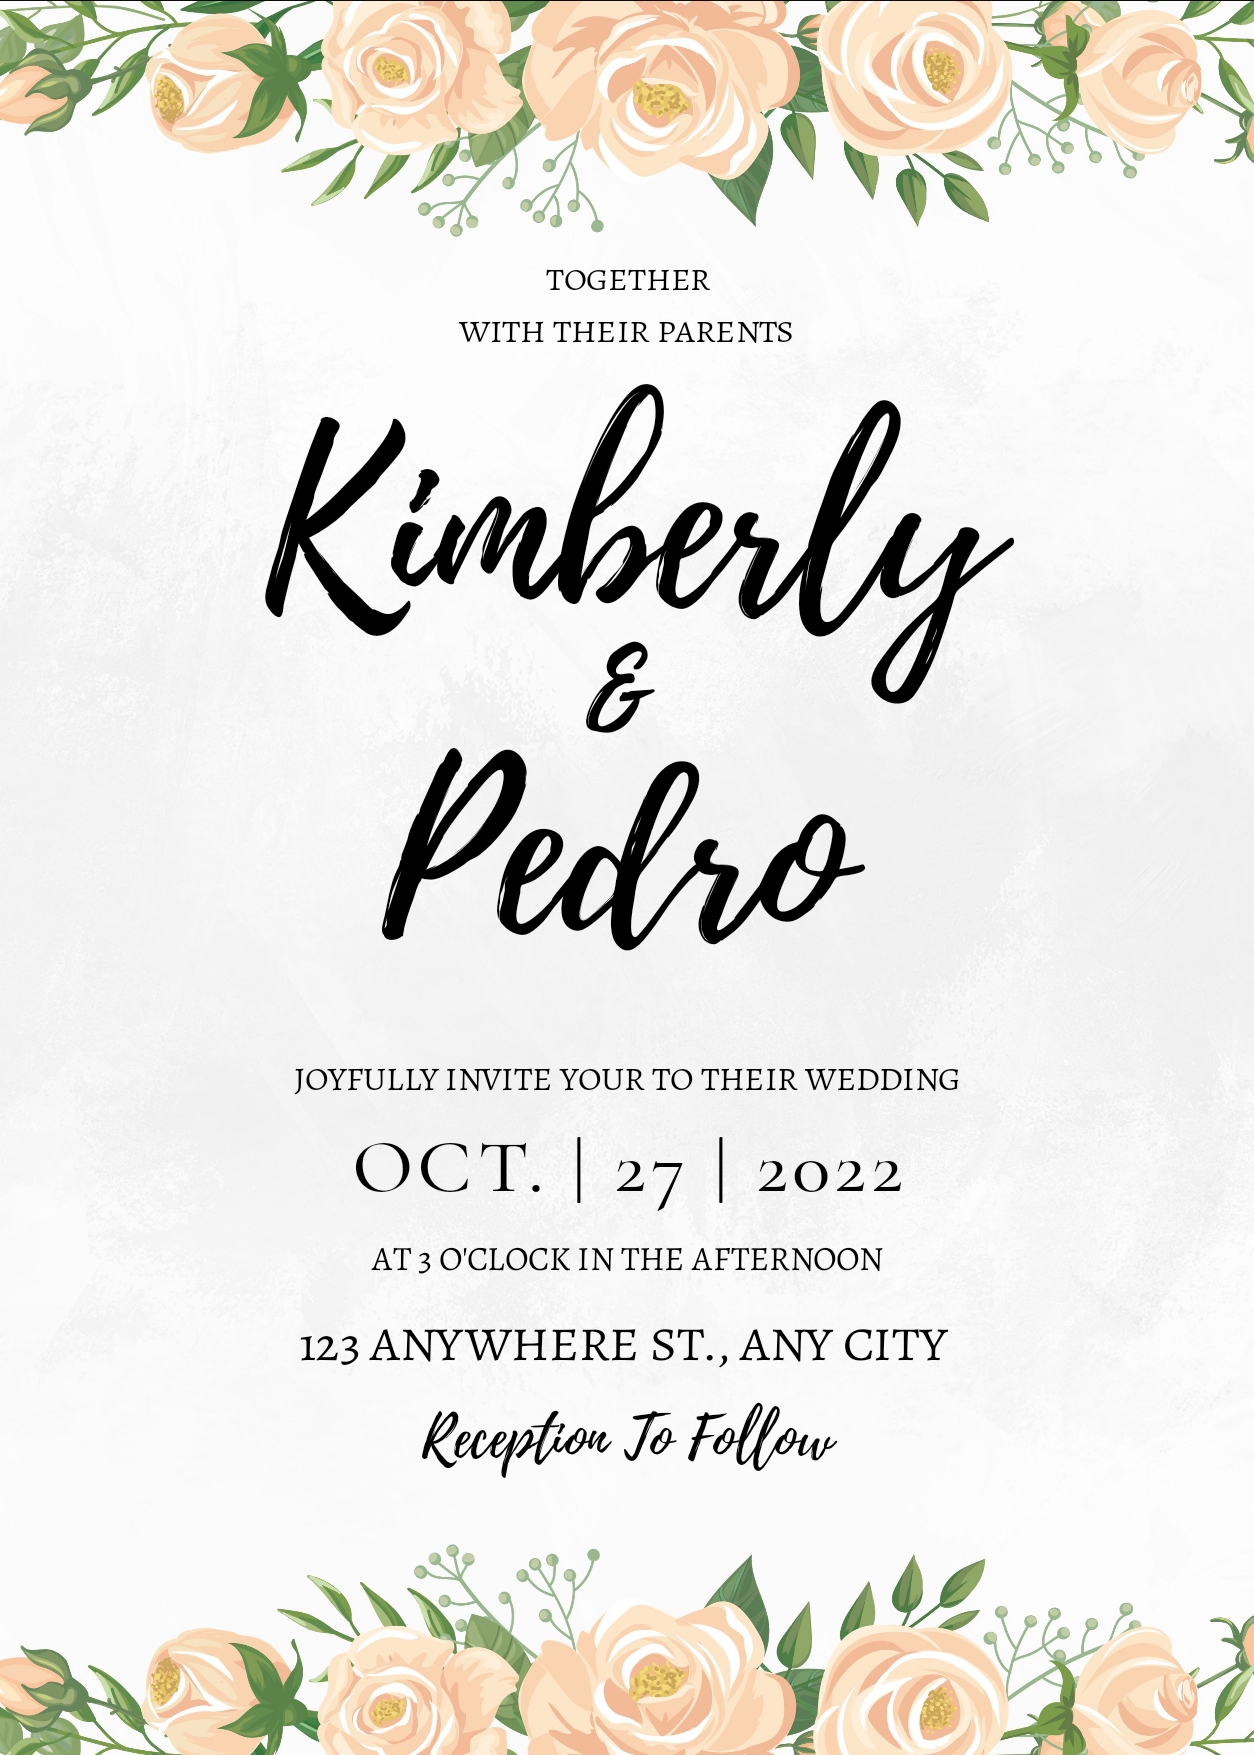 TOGETHER
WITH THEIR PARENTS
Kimberly
&
Pedro
JOYFULLY INVITE YOUR TO THEIR WEDDING
OCT. | 27 | 2022
AT 3 O'CLOCK IN THE AFTERNOON
123 ANYWHERE ST., ANY CITY
Reception To Follow